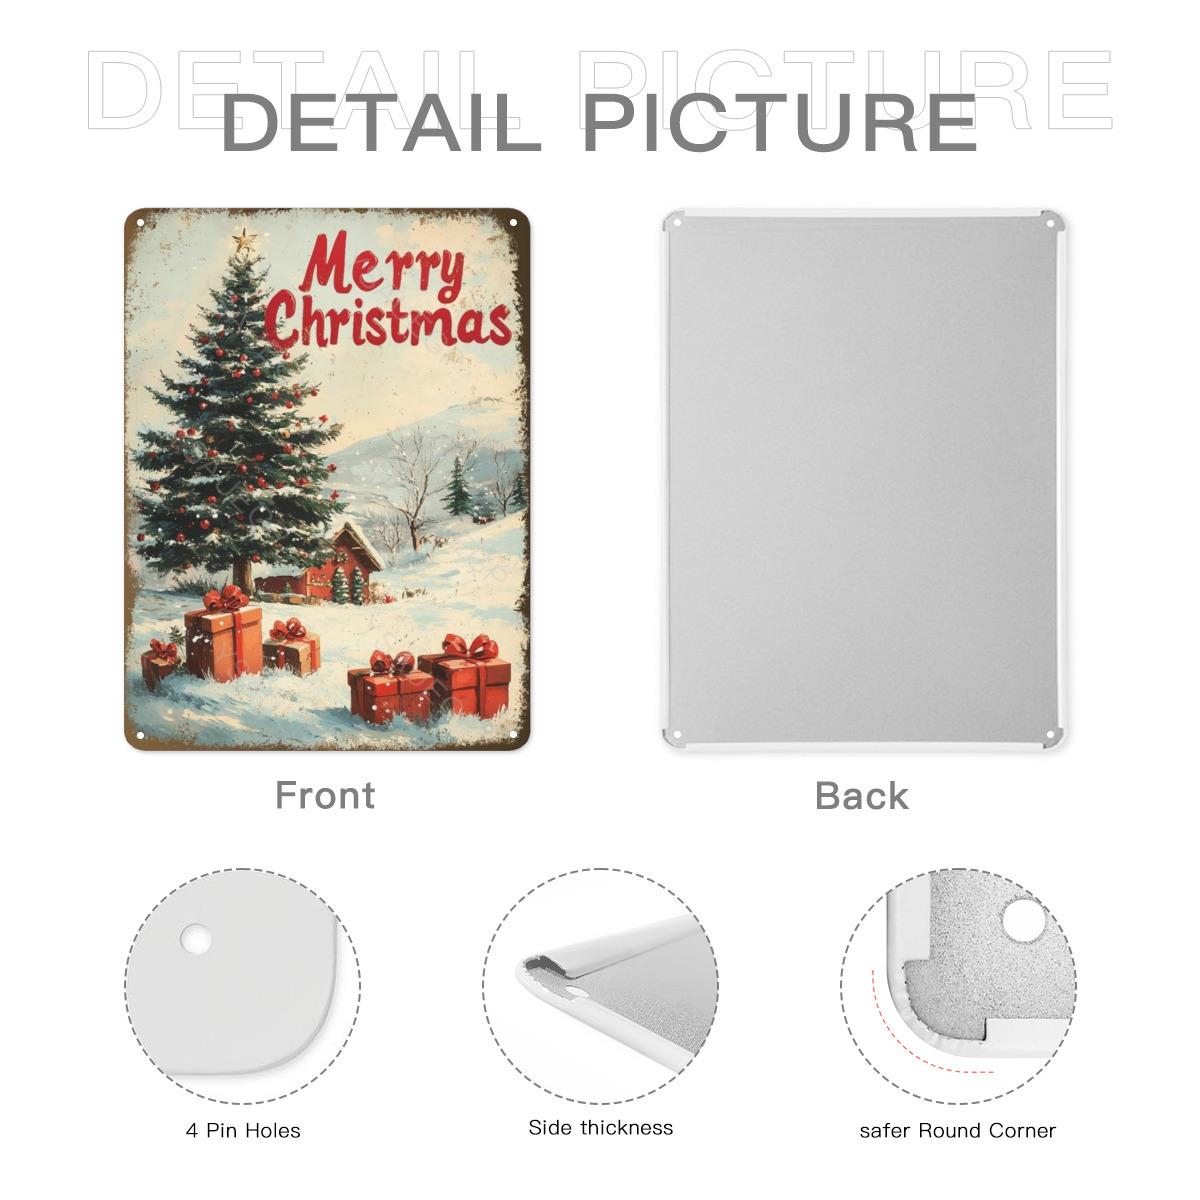 DETAIL PICTURE
DETAIL PICTURE
Merry
Christmas
Front
Back
4 Pin Holes
Side thickness
safer Round Corner